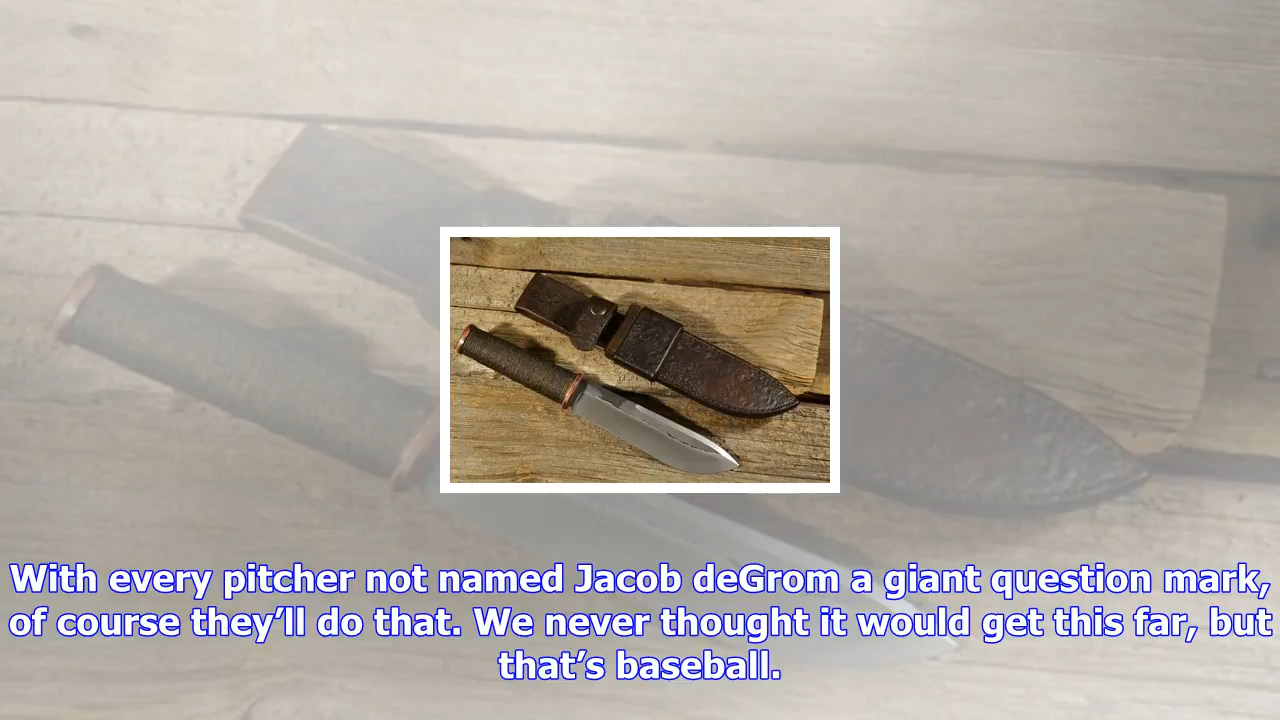 With every pitcher not named Jacob deGrom a giant question mark,
of course they’ll do that. We never thought it would get this far, but
that’s baseball.